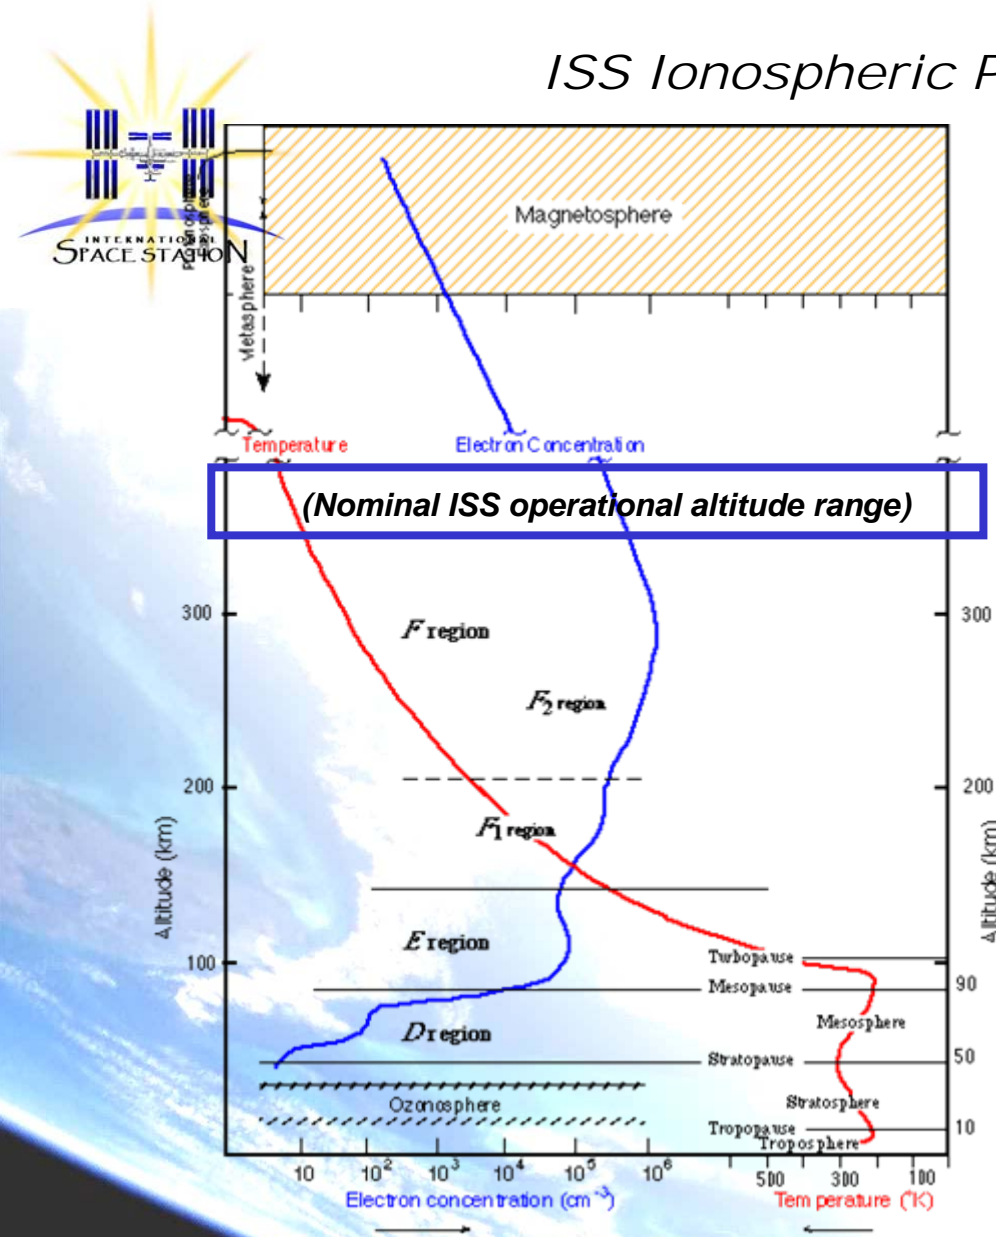 ISS Ionospheric P
INTERNATIONAL
SPACE STATION
Magnetosphere
Metasphere
Temperature
Electron Concentration
(Nominal ISS operational altitude range)
300
F region
300
F2 region
200
200
F1 region
Altitude (km)
Altitude (km)
E region
100
Turbopause
Mesopause
90
Mesosphere
D region
Stratopause
50
Stratosphere
Ozonosphere
Tropopause
10
Troposphere
10 10² 10³ 10⁴ 10⁵ 10⁶ 500 300 100
Electron concentration (cm⁻³)
Temperature (°K)